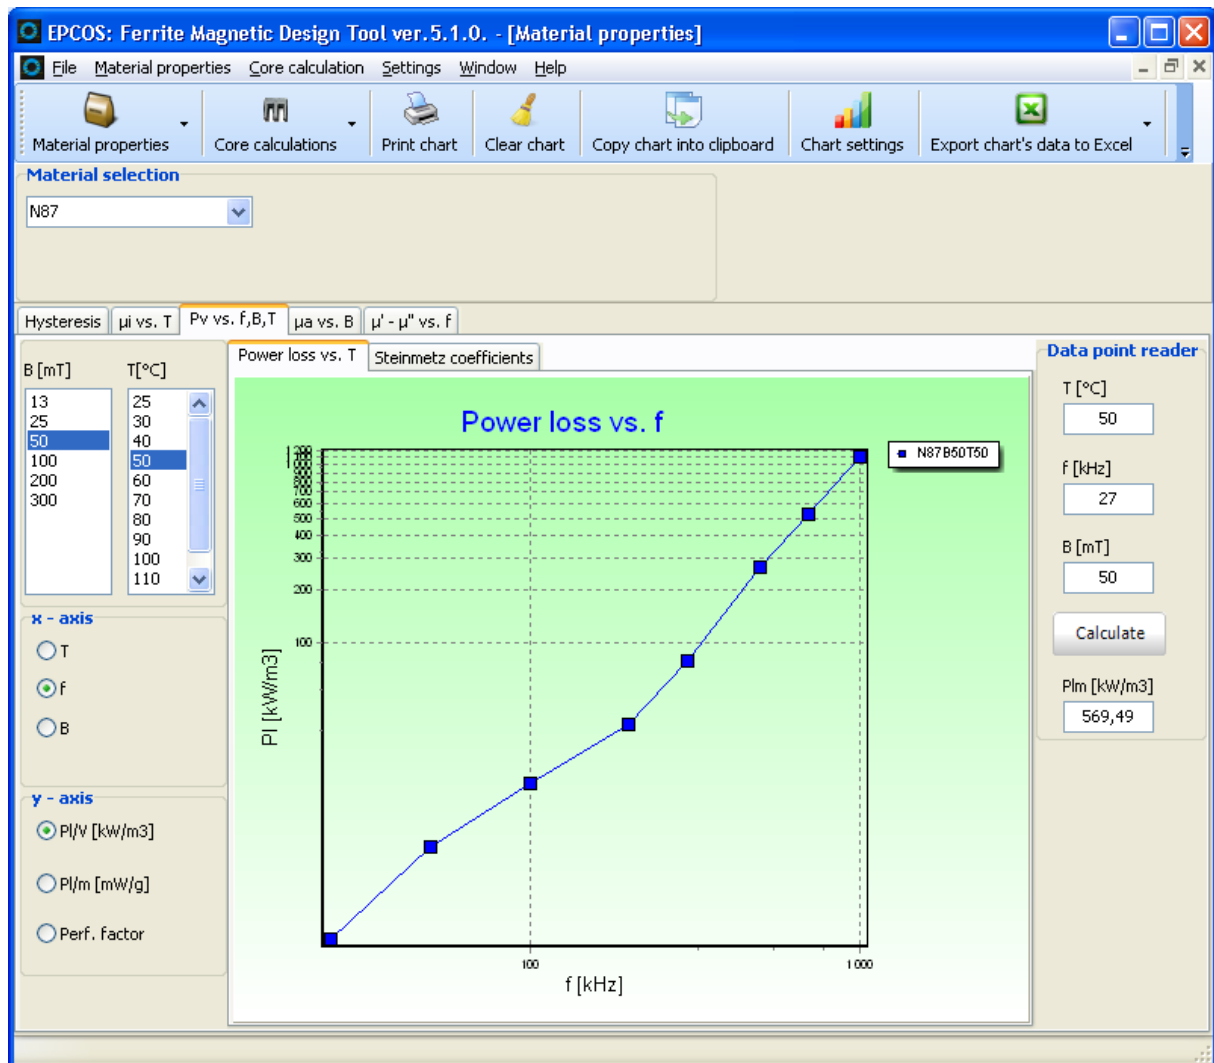 EPCOS: Ferrite Magnetic Design Tool ver.5.1.0. - [Material properties]
File Material properties Core calculation Settings Window Help
Material properties Core calculations Print chart Clear chart Copy chart into clipboard Chart settings Export chart's data to Excel
Material selection
N87
Hysteresis µi vs. T Pv vs. f,B,T µa vs. B µ' - µ" vs. f
B [mT]
13
25
50
100
200
300
T[°C]
25
30
40
50
60
70
80
90
100
110
x - axis
T
f
B
y - axis
Pl/V [kW/m3]
Pl/m [mW/g]
Perf. factor
Power loss vs. T Steinmetz coefficients
Power loss vs. f
N87B50T50
600
500
400
300
200
100
Pl [kW/m3]
100 1 000
f [kHz]
Data point reader
T [°C]
50
f [kHz]
27
B [mT]
50
Calculate
Plm [kW/m3]
569,49